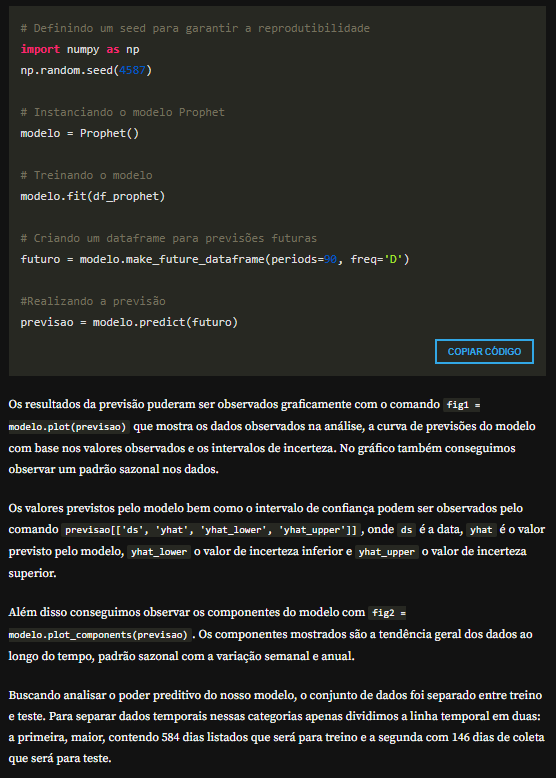 # Definindo um seed para garantir a reprodutibilidade
import numpy as np
np.random.seed(4587)
# Instanciando o modelo Prophet
modelo = Prophet()
# Treinando o modelo
modelo.fit(df_prophet)
# Criando um dataframe para previsões futuras
futuro = modelo.make_future_dataframe(periods=90, freq='D')
#Realizando a previsão
previsao = modelo.predict(futuro)
COPIAR CÓDIGO
Os resultados da previsão puderam ser observados graficamente com o comando fig1 =
modelo.plot(previsao) que mostra os dados observados na análise, a curva de previsões do modelo
com base nos valores observados e os intervalos de incerteza. No gráfico também conseguimos
observar um padrão sazonal nos dados.
Os valores previstos pelo modelo bem como o intervalo de confiança podem ser observados pelo
comando previsao[['ds', 'yhat', 'yhat_lower', 'yhat_upper']], onde ds é a data, yhat é o valor
previsto pelo modelo, yhat_lower o valor de incerteza inferior e yhat_upper o valor de incerteza
superior.
Além disso conseguimos observar os componentes do modelo com fig2 =
modelo.plot_components(previsao). Os componentes mostrados são a tendência geral dos dados ao
longo do tempo, padrão sazonal com a variação semanal e anual.
Buscando analisar o poder preditivo do nosso modelo, o conjunto de dados foi separado entre treino
e teste. Para separar dados temporais nessas categorias apenas dividimos a linha temporal em duas:
a primeira, maior, contendo 584 dias listados que será para treino e a segunda com 146 dias de coleta
que será para teste.